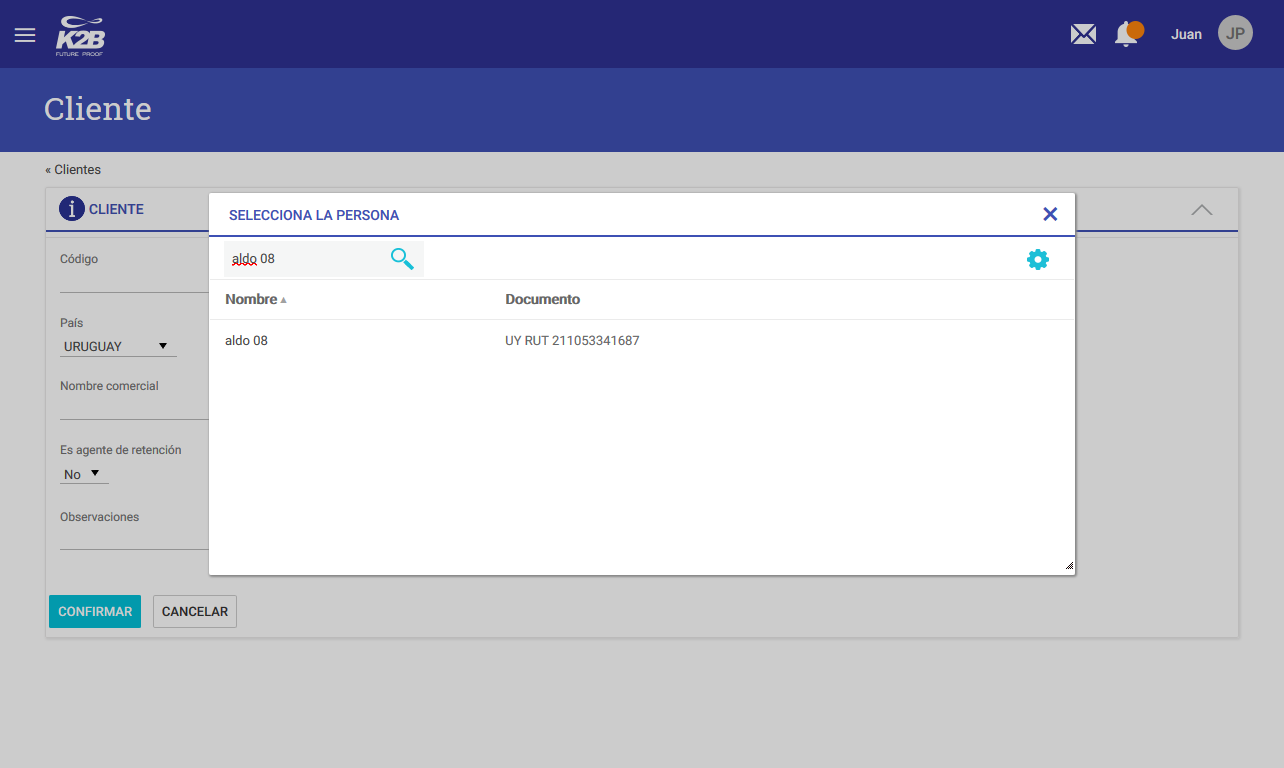 K2B
FUTURE PROOF
Juan
JP
Cliente
« Clientes
CLIENTE
SELECCIONA LA PERSONA
aldo 08
Código
Nombre
Documento
País
URUGUAY
aldo 08
UY RUT 211053341687
Nombre comercial
Es agente de retención
No
Observaciones
CONFIRMAR
CANCELAR